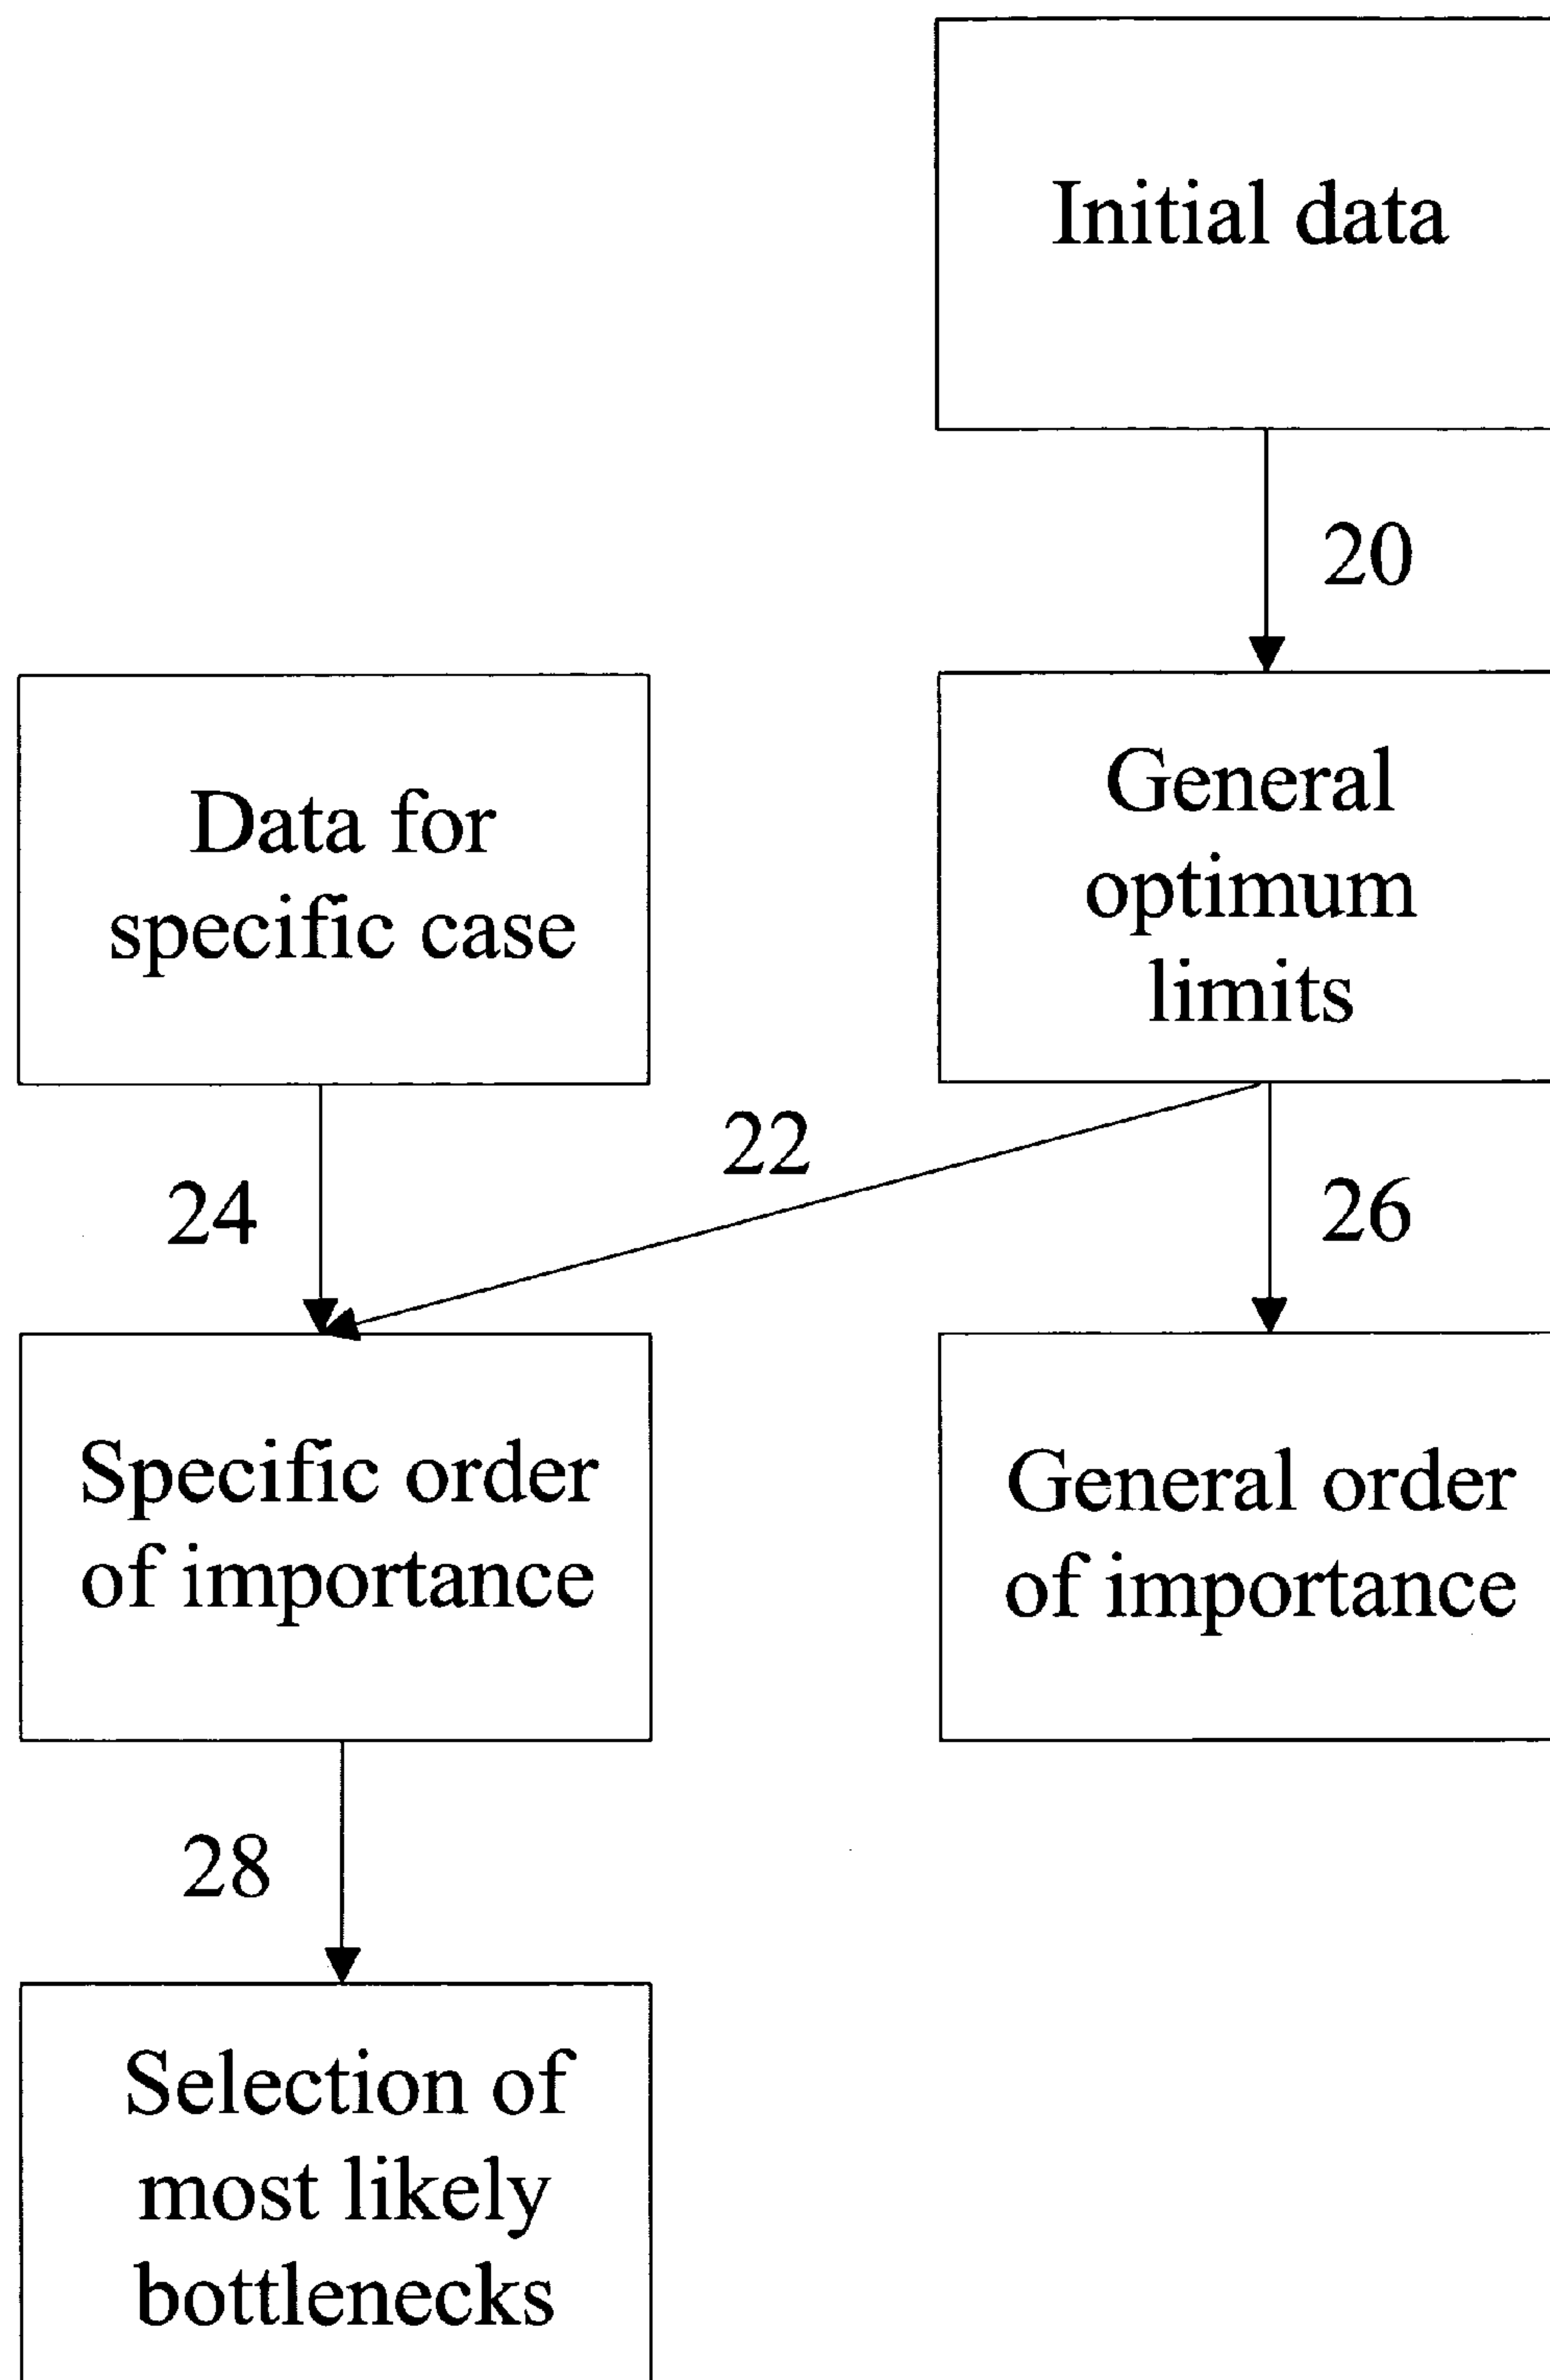 Initial data
20
Data for
specific case
General
optimum
limits
22
24
26
Specific order
of importance
General order
of importance
28
Selection of
most likely
bottlenecks